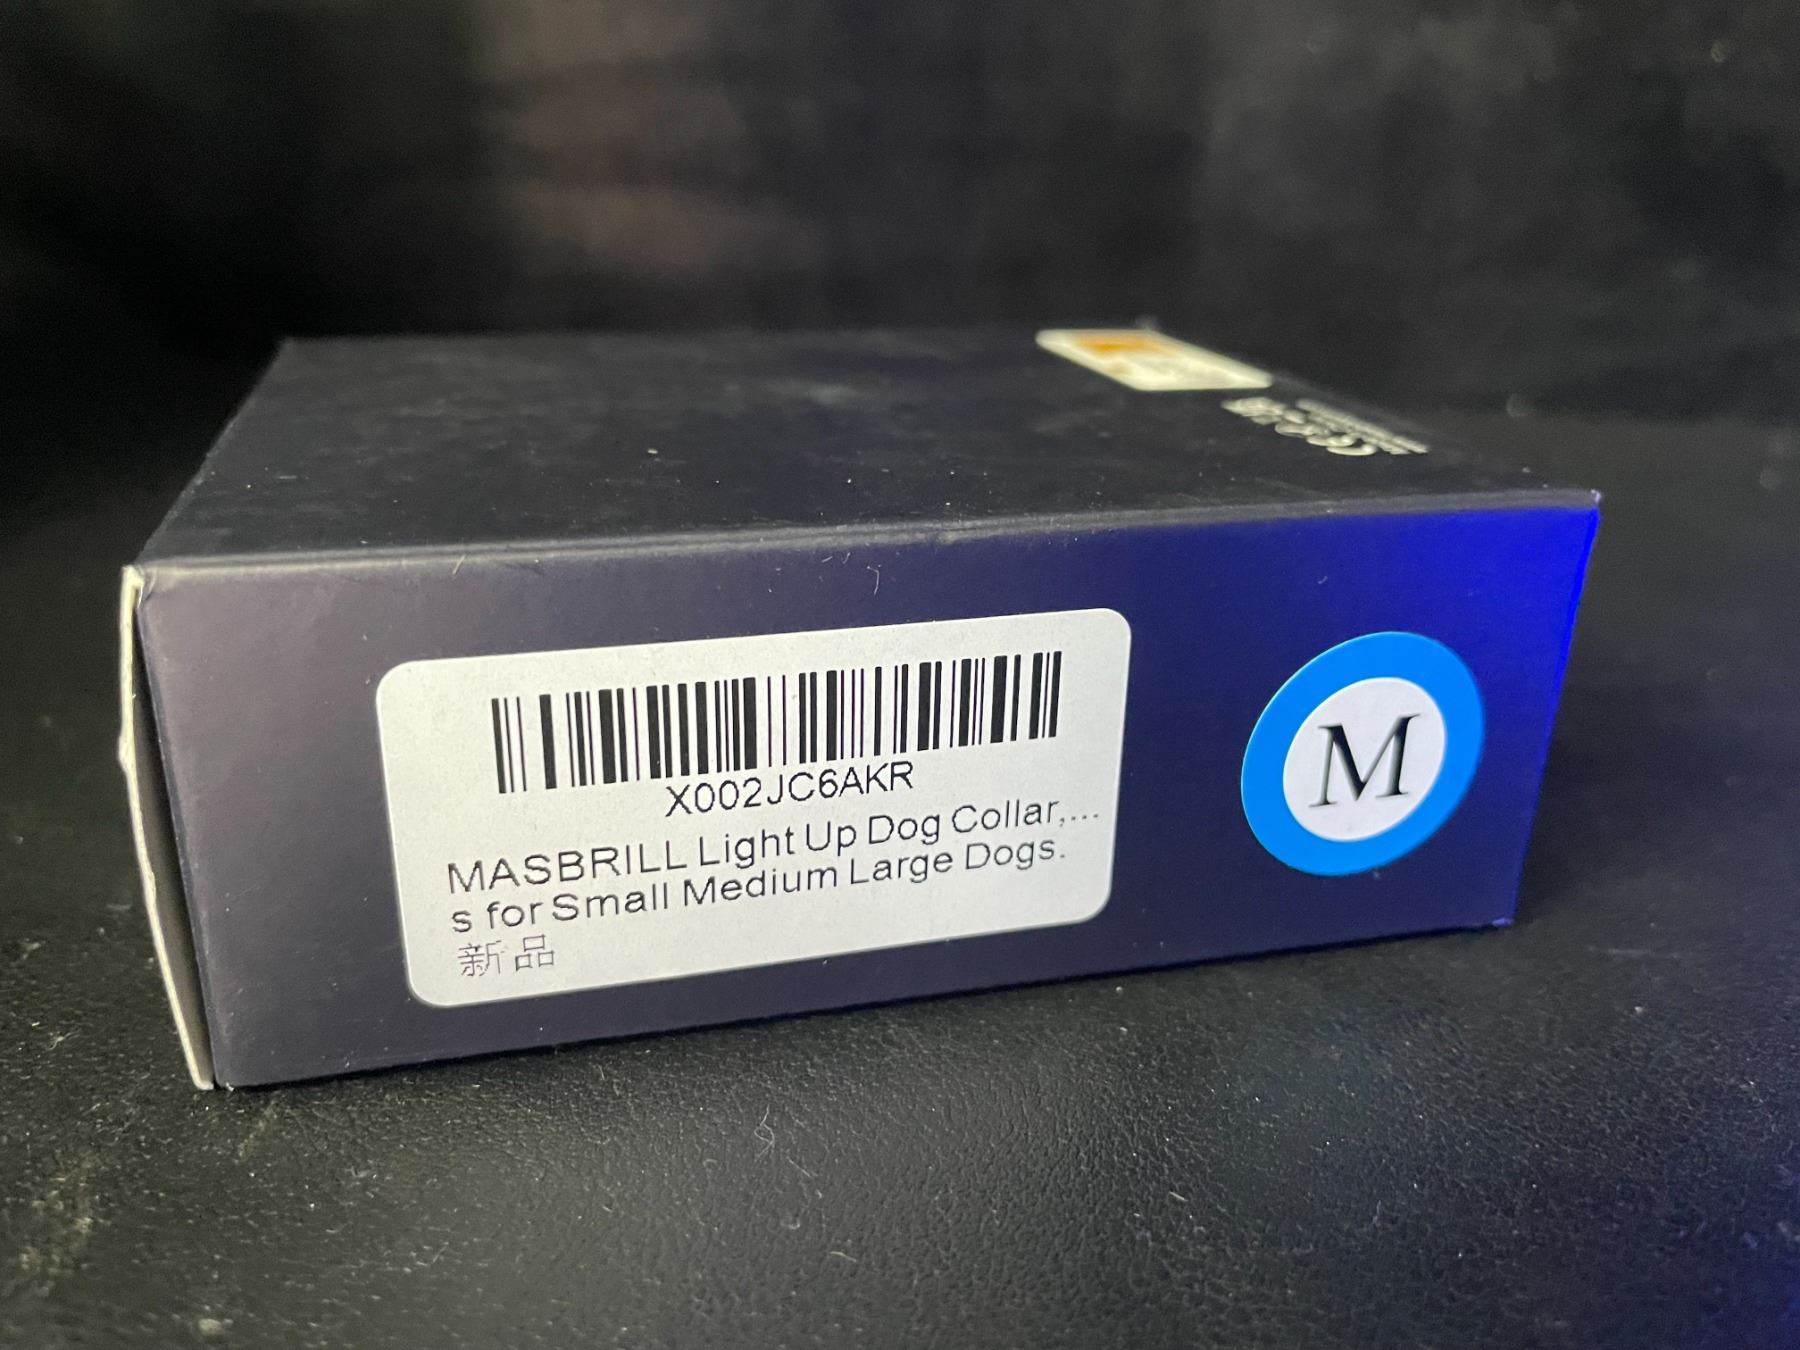 X002JC6AKR
MASBRILL Light Up Dog Collar,...
s for Small Medium Large Dogs.
新品
M